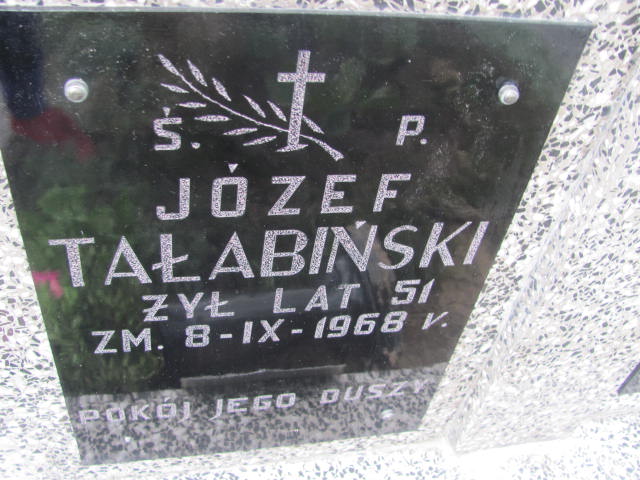 Ś. P.
JÓZEF
TAŁABIŃSKI
ŻYŁ LAT 51
ZM. 8-IX-1968 r.
POKÓJ JEGO DUSZY